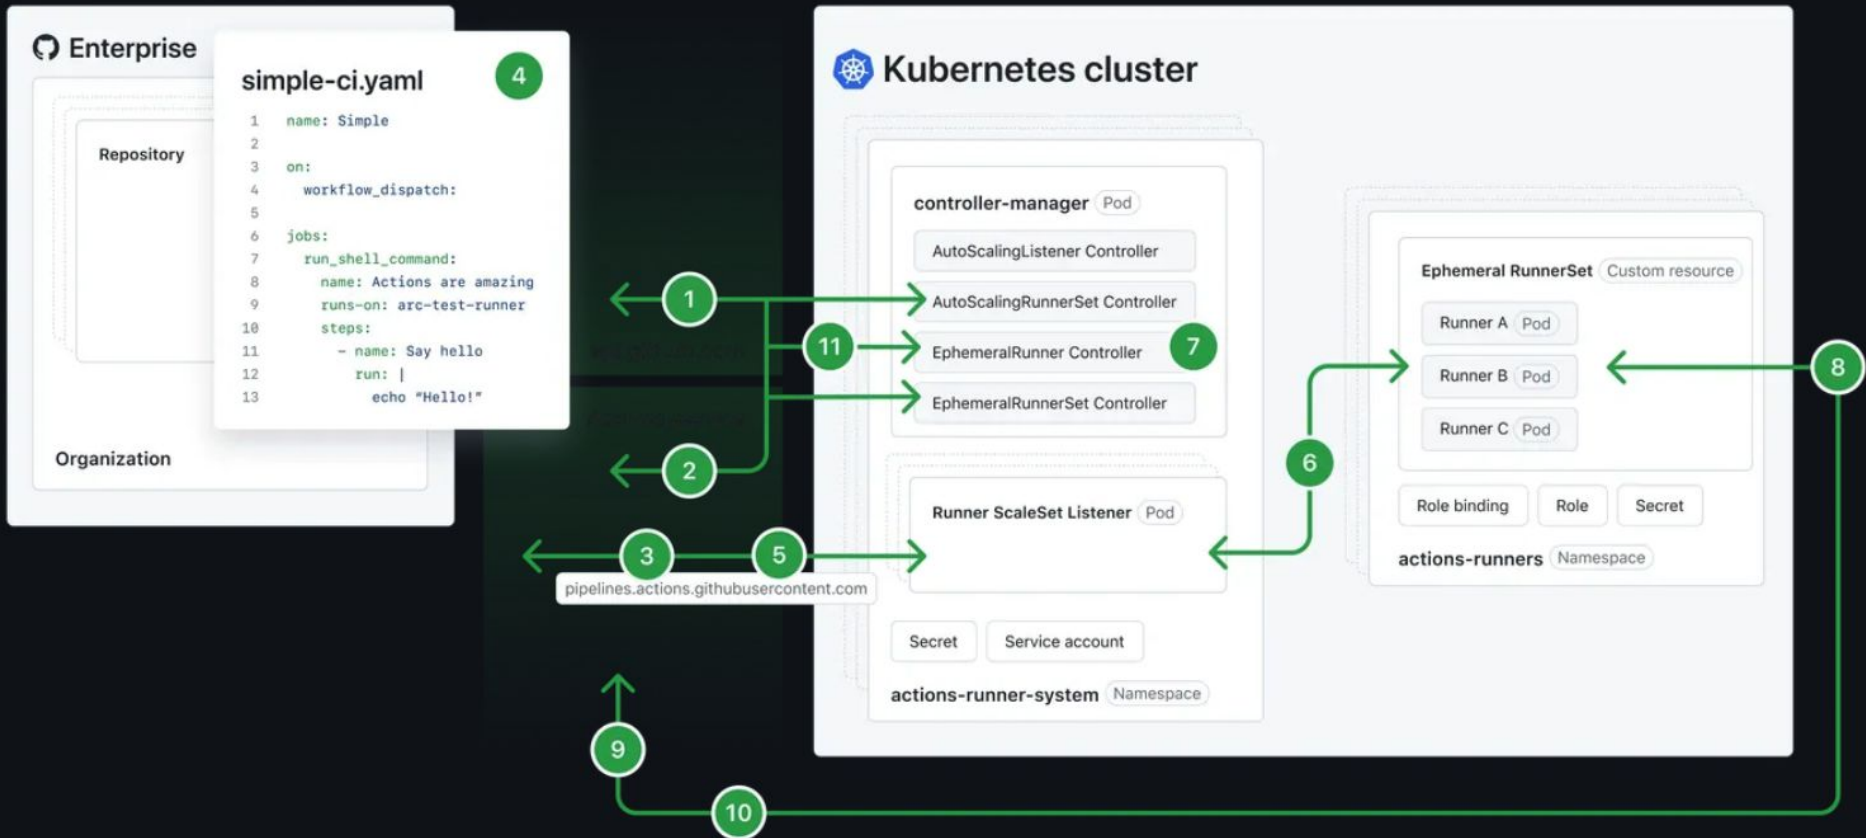 Enterprise
Repository
Organization
simple-ci.yaml
4
1 name: Simple
2
3 on:
4 workflow_dispatch:
5
6 jobs:
7 run_shell_command:
8 name: Actions are amazing
9 runs-on: arc-test-runner
10 steps:
11 - name: Say hello
12 run: |
13 echo “Hello!”
1
11
2
3
5
pipelines.actions.githubusercontent.com
9
10
Kubernetes cluster
controller-manager Pod
AutoScalingListener Controller
AutoScalingRunnerSet Controller
EphemeralRunner Controller
7
EphemeralRunnerSet Controller
Runner ScaleSet Listener Pod
Secret
Service account
actions-runner-system Namespace
6
Ephemeral RunnerSet Custom resource
Runner A Pod
Runner B Pod
Runner C Pod
Role binding
Role
Secret
actions-runners Namespace
8